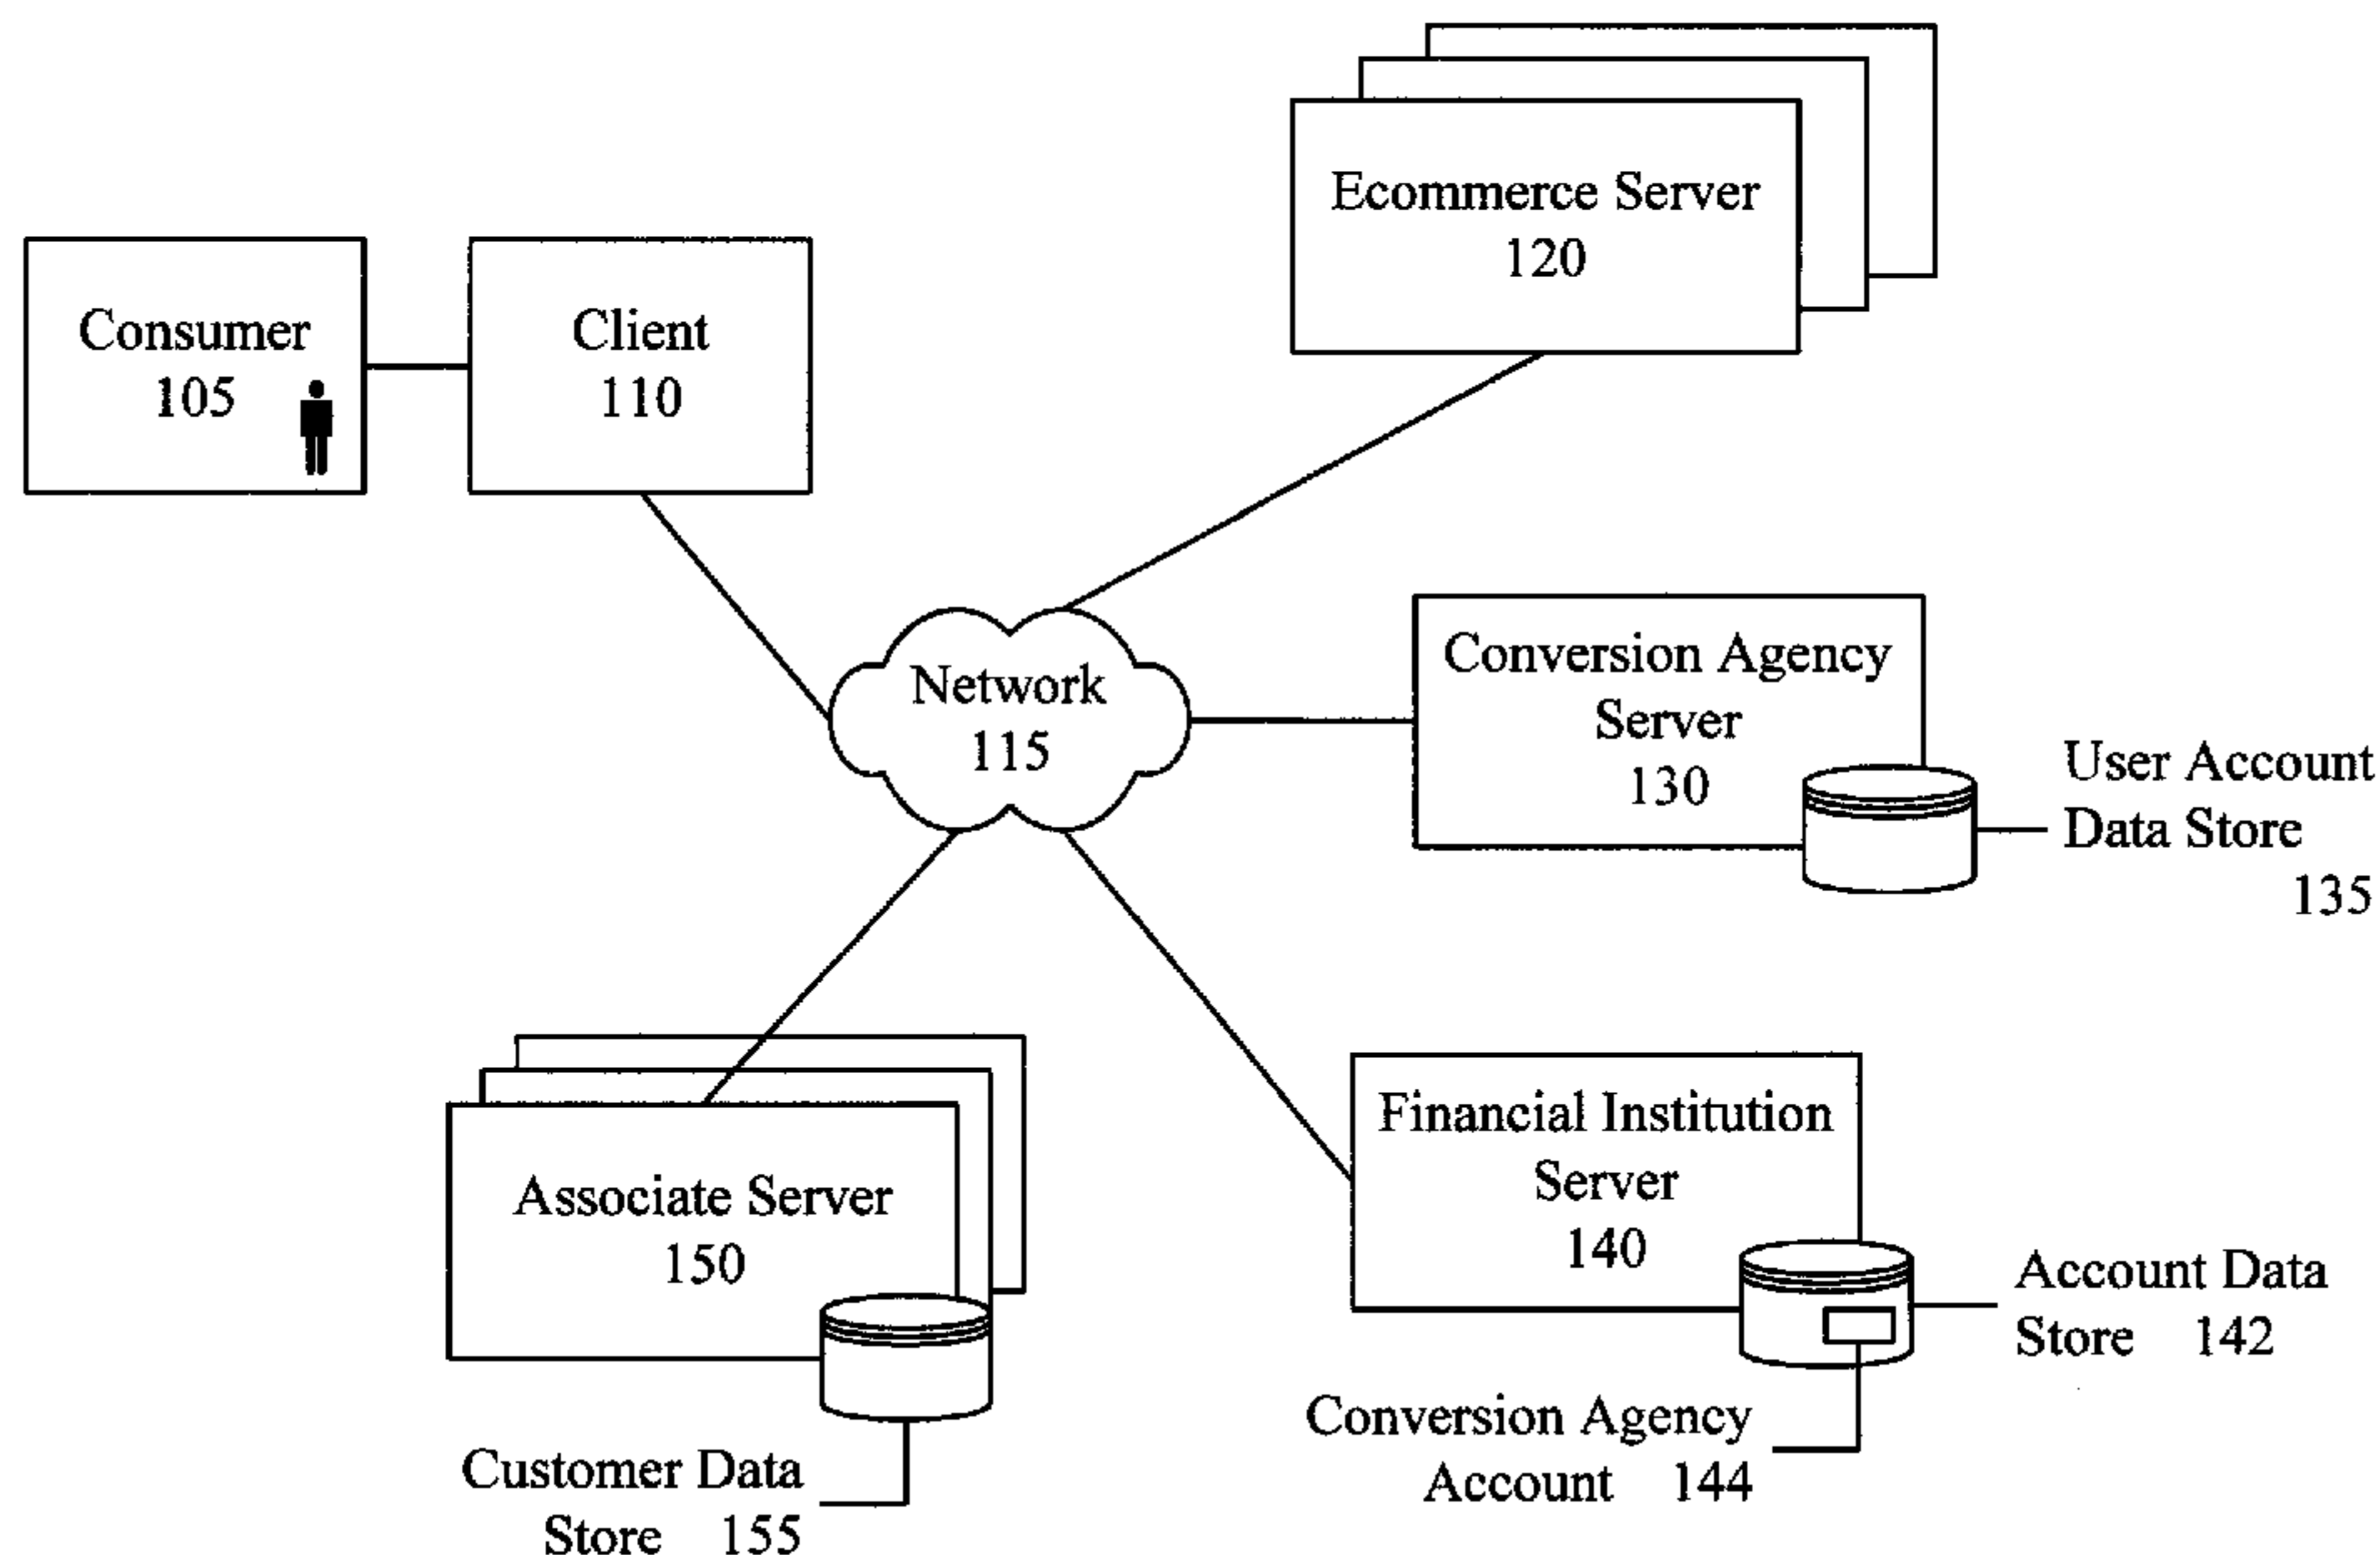 Ecommerce Server
120
Consumer
105
Client
110
Network
115
Conversion Agency
Server
130
User Account
Data Store
135
Associate Server
150
Customer Data
Store 155
Financial Institution
Server
140
Account Data
Store 142
Conversion Agency
Account 144